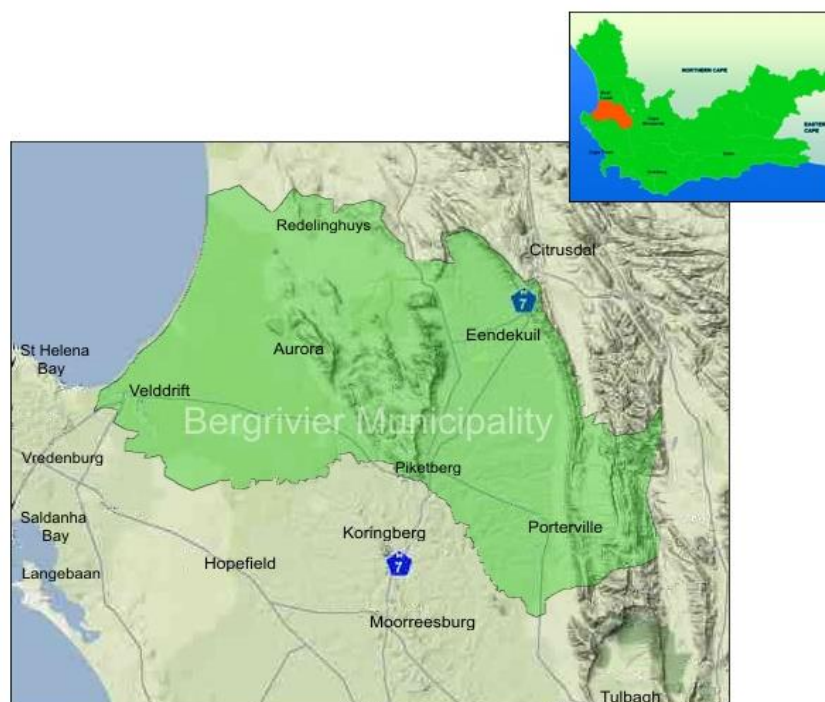 NORTHERN CAPE
EASTERN
CAPE
Redelinghuys
Citrusdal
N
7
Eendekuil
Aurora
St Helena
Bay
Velddrift
Bergrivier Municipality
Vredenburg
Piketberg
Saldanha
Bay
Porterville
Koringberg
N
7
Langebaan
Hopefield
Moorreesburg
Tulbagh